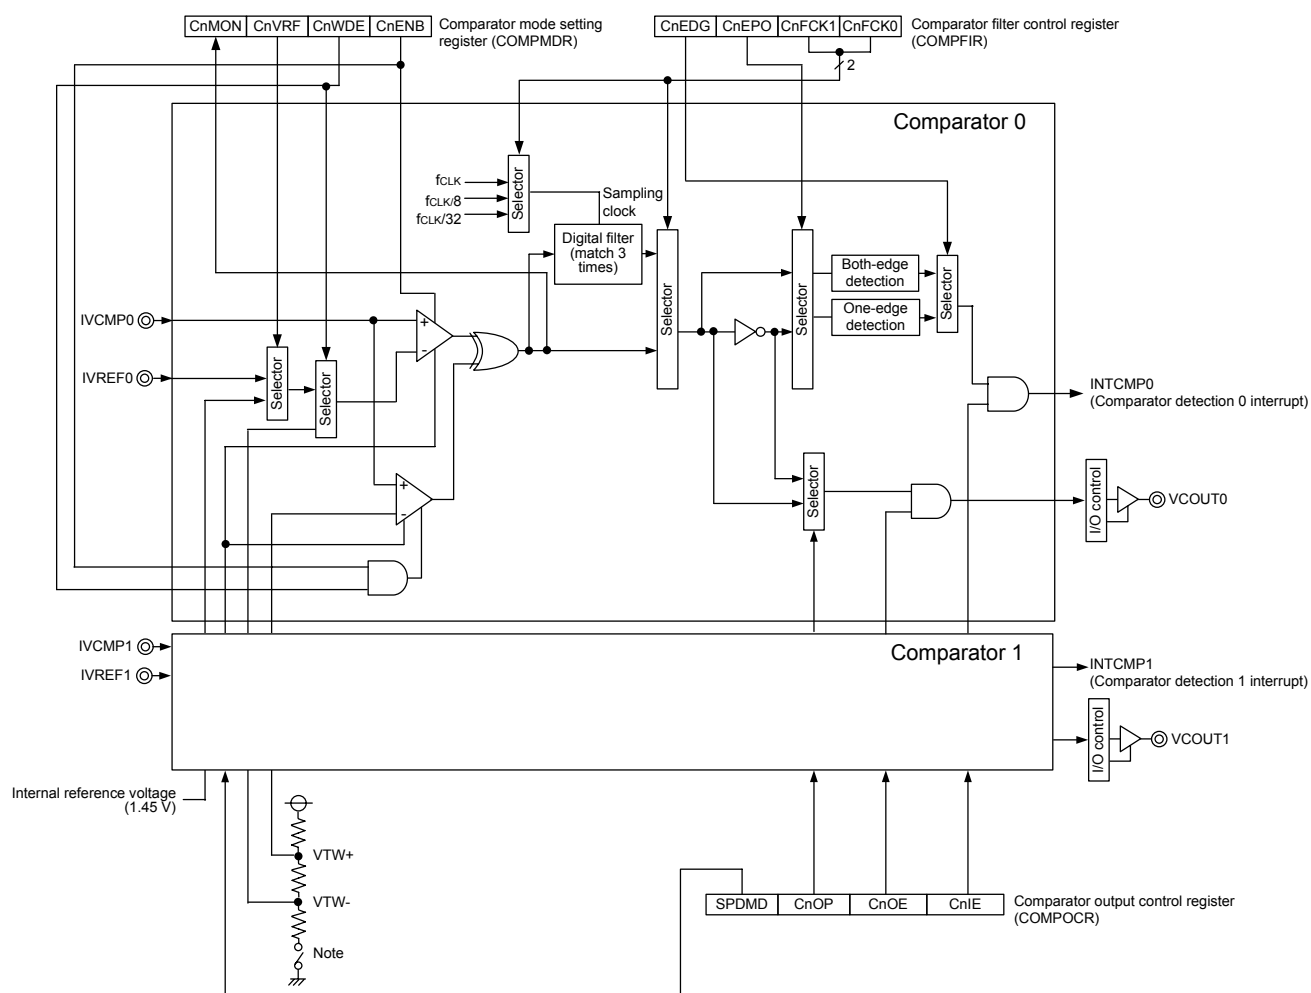 CnMON CnVRF CnWDE CnENB
Comparator mode setting
register (COMPMDR)
CnEDG CnEPO CnFCK1 CnFCK0
Comparator filter control register
(COMPFIR)
2
Comparator 0
fCLK
fCLK/8
fCLK/32
Selector
Sampling
clock
Digital filter
(match 3
times)
Selector
Selector
Both-edge
detection
One-edge
detection
Selector
IVCMP0
+
-
IVREF0
Selector
Selector
INTCMP0
(Comparator detection 0 interrupt)
+
-
Selector
I/O control
VCOUT0
IVCMP1
IVREF1
Comparator 1
INTCMP1
(Comparator detection 1 interrupt)
I/O control
VCOUT1
Internal reference voltage
(1.45 V)
VTW+
VTW-
Note
SPDMD CnOP CnOE CnIE
Comparator output control register
(COMPOCR)